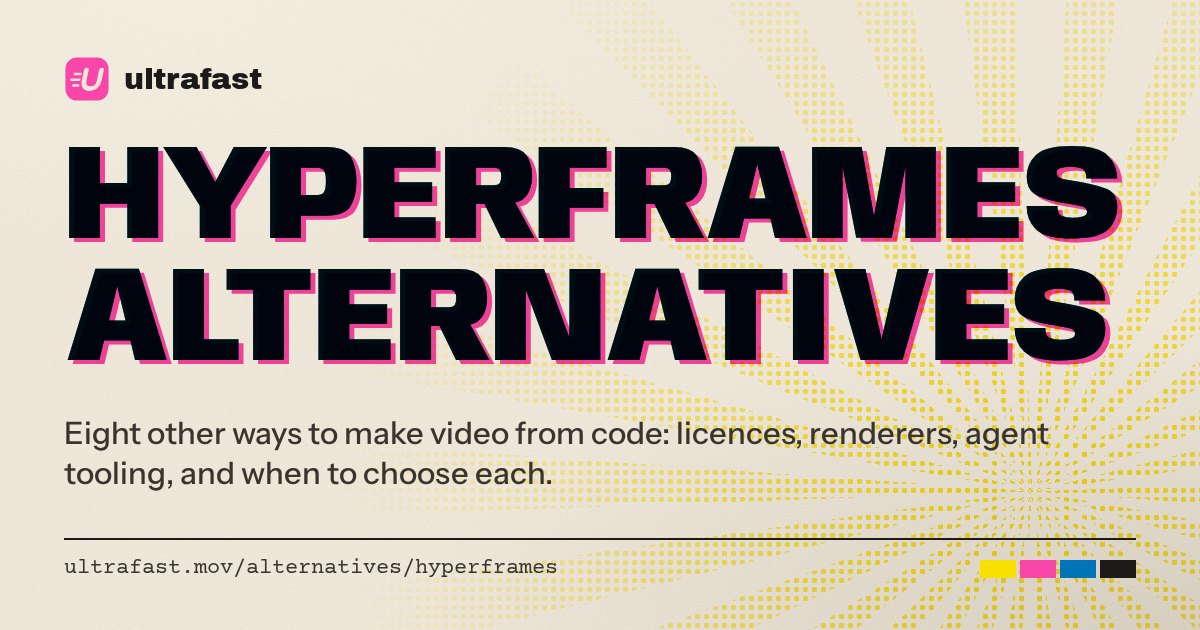 ultrafast
HYPERFRAMES
ALTERNATIVES
Eight other ways to make video from code: licences, renderers, agent
tooling, and when to choose each.
ultrafast.mov/alternatives/hyperframes